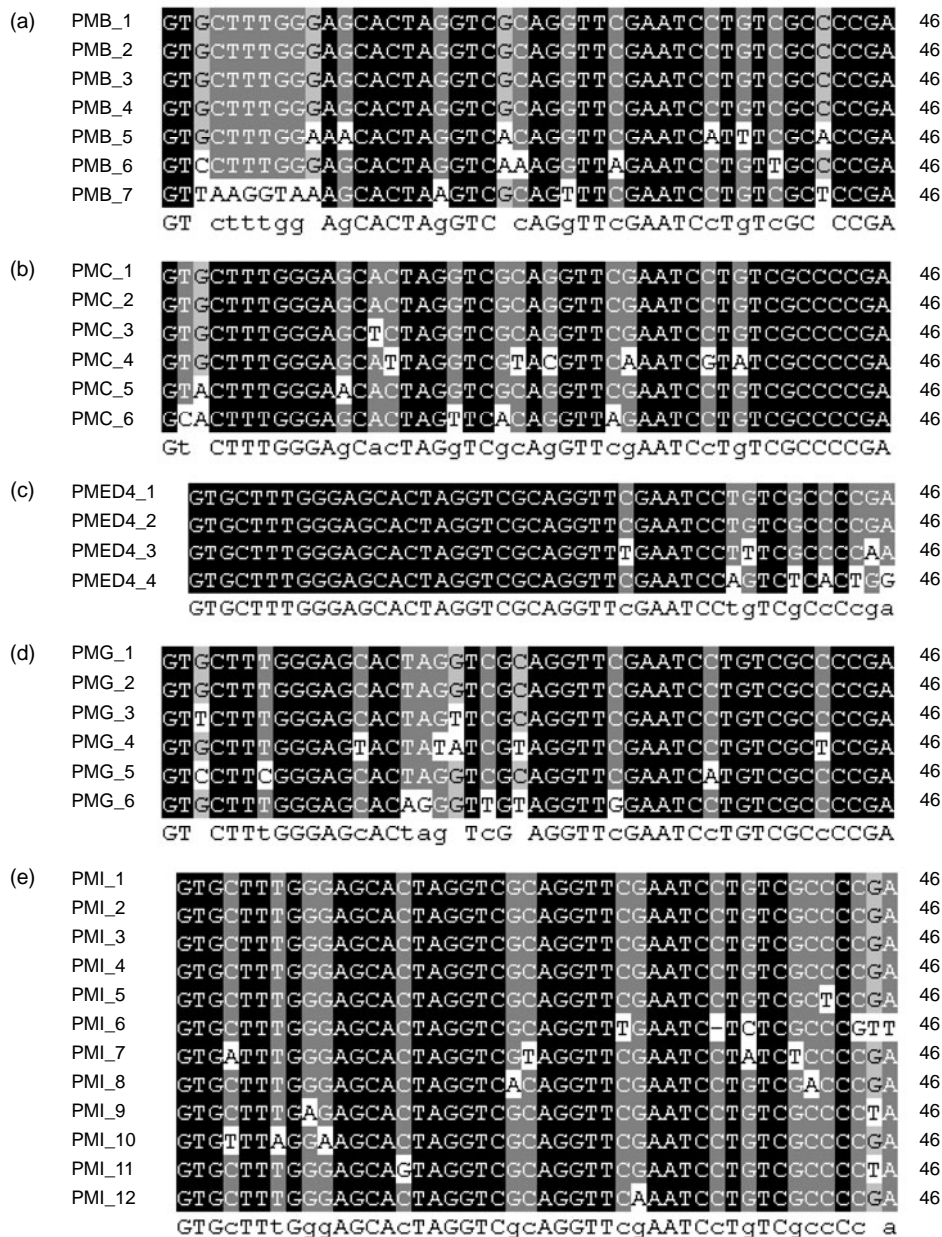 (a) PMB_1 GTGCTTTGGGAGCACTAGGTCGCAGGTTCGAATCCTGTCGCCCCGA 46
PMB_2 GTGCTTTGGGAGCACTAGGTCGCAGGTTCGAATCCTGTCGCCCCGA 46
PMB_3 GTGCTTTGGGAGCACTAGGTCGCAGGTTCGAATCCTGTCGCCCCGA 46
PMB_4 GTGCTTTGGGAGCACTAGGTCGCAGGTTCGAATCCTGTCGCCCCGA 46
PMB_5 GTGCTTTGGAAACACTAGGTCACAGGTTCGAATCATTTCGCACCGA 46
PMB_6 GTCCTTTGGGAGCACTAGGTCAAAGGTTAGAATCCTGTTGCCCCGA 46
PMB_7 GTTAAGGTAAAGCACTAAGTCGCAGTTTCGAATCCTGTCGCTCCGA 46
GT ctttgg AgCACTAgGTC cAGgTTcGAATCcTgTcGC CCGA
(b) PMC_1 GTGCTTTGGGAGCACTAGGTCGCAGGTTCGAATCCTGTCGCCCCGA 46
PMC_2 GTGCTTTGGGAGCACTAGGTCGCAGGTTCGAATCCTGTCGCCCCGA 46
PMC_3 GTGCTTTGGGAGCTCTAGGTCGCAGGTTCGAATCCTGTCGCCCCGA 46
PMC_4 GTGCTTTGGGAGCATTAGGTCGTACGTTCAAATCGTATCGCCCCGA 46
PMC_5 GTACTTTGGGAACACTAGGTCGCAGGTTCGAATCCTGTCGCCCCGA 46
PMC_6 GCACTTTGGGAGCACTAGTTCACAGGTTAGAATCCTGTCGCCCCGA 46
Gt CTTTGGGAgCacTAgGTCgcAgGTTcgAATCcTgTCGCCCCGA
(c) PMED4_1 GTGCTTTGGGAGCACTAGGTCGCAGGTTCGAATCCTGTCGCCCCGA 46
PMED4_2 GTGCTTTGGGAGCACTAGGTCGCAGGTTCGAATCCTGTCGCCCCGA 46
PMED4_3 GTGCTTTGGGAGCACTAGGTCGCAGGTTTGAATCCTTTCGCCCCAA 46
PMED4_4 GTGCTTTGGGAGCACTAGGTCGCAGGTTCGAATCCAGTCTCACTGG 46
GTGCTTTGGGAGCACTAGGTCGCAGGTTcGAATCCtgTCgCcCcga
(d) PMG_1 GTGCTTTGGGAGCACTAGGTCGCAGGTTCGAATCCTGTCGCCCCGA 46
PMG_2 GTGCTTTGGGAGCACTAGGTCGCAGGTTCGAATCCTGTCGCCCCGA 46
PMG_3 GTTCTTTGGGAGCACTAGTTCGCAGGTTCGAATCCTGTCGCCCCGA 46
PMG_4 GTGCTTTGGGAGTACTATATCGTAGGTTCGAATCCTGTCGCTCCGA 46
PMG_5 GTCCTTCGGGAGCACTAGGTCGCAGGTTCGAATCATGTCGCCCCGA 46
PMG_6 GTGCTTTGGGAGCACAGGGTTGTAGGTTGGAATCCTGTCGCCCCGA 46
GT CTTtGGGAGcACtag TcG AGGTTcGAATCcTGTCGCcCCGA
(e) PMI_1 GTGCTTTGGGAGCACTAGGTCGCAGGTTCGAATCCTGTCGCCCCGA 46
PMI_2 GTGCTTTGGGAGCACTAGGTCGCAGGTTCGAATCCTGTCGCCCCGA 46
PMI_3 GTGCTTTGGGAGCACTAGGTCGCAGGTTCGAATCCTGTCGCCCCGA 46
PMI_4 GTGCTTTGGGAGCACTAGGTCGCAGGTTCGAATCCTGTCGCCCCGA 46
PMI_5 GTGCTTTGGGAGCACTAGGTCGCAGGTTCGAATCCTGTCGCTCCGA 46
PMI_6 GTGCTTTGGGAGCACTAGGTCGCAGGTTTGAATC-TCTCGCCCGTT 46
PMI_7 GTGATTTGGGAGCACTAGGTCGTAGGTTCGAATCCTATCTCCCCGA 46
PMI_8 GTGCTTTGGGAGCACTAGGTCACAGGTTCGAATCCTGTCGACCCGA 46
PMI_9 GTGCTTTGAGAGCACTAGGTCGCAGGTTCGAATCCTGTCGCCCCTA 46
PMI_10 GTGTTTAGGAAGCACTAGGTCGCAGGTTCGAATCCTGTCGCCCCGA 46
PMI_11 GTGCTTTGGGAGCAGTAGGTCGCAGGTTCGAATCCTGTCGCCCCTA 46
PMI_12 GTGCTTTGGGAGCACTAGGTCGCAGGTTCAAATCCTGTCGCCCCGA 46
GTGcTTtGggAGCAcTAGGTCgcAGGTTcgAATCcTgTCgccCc a